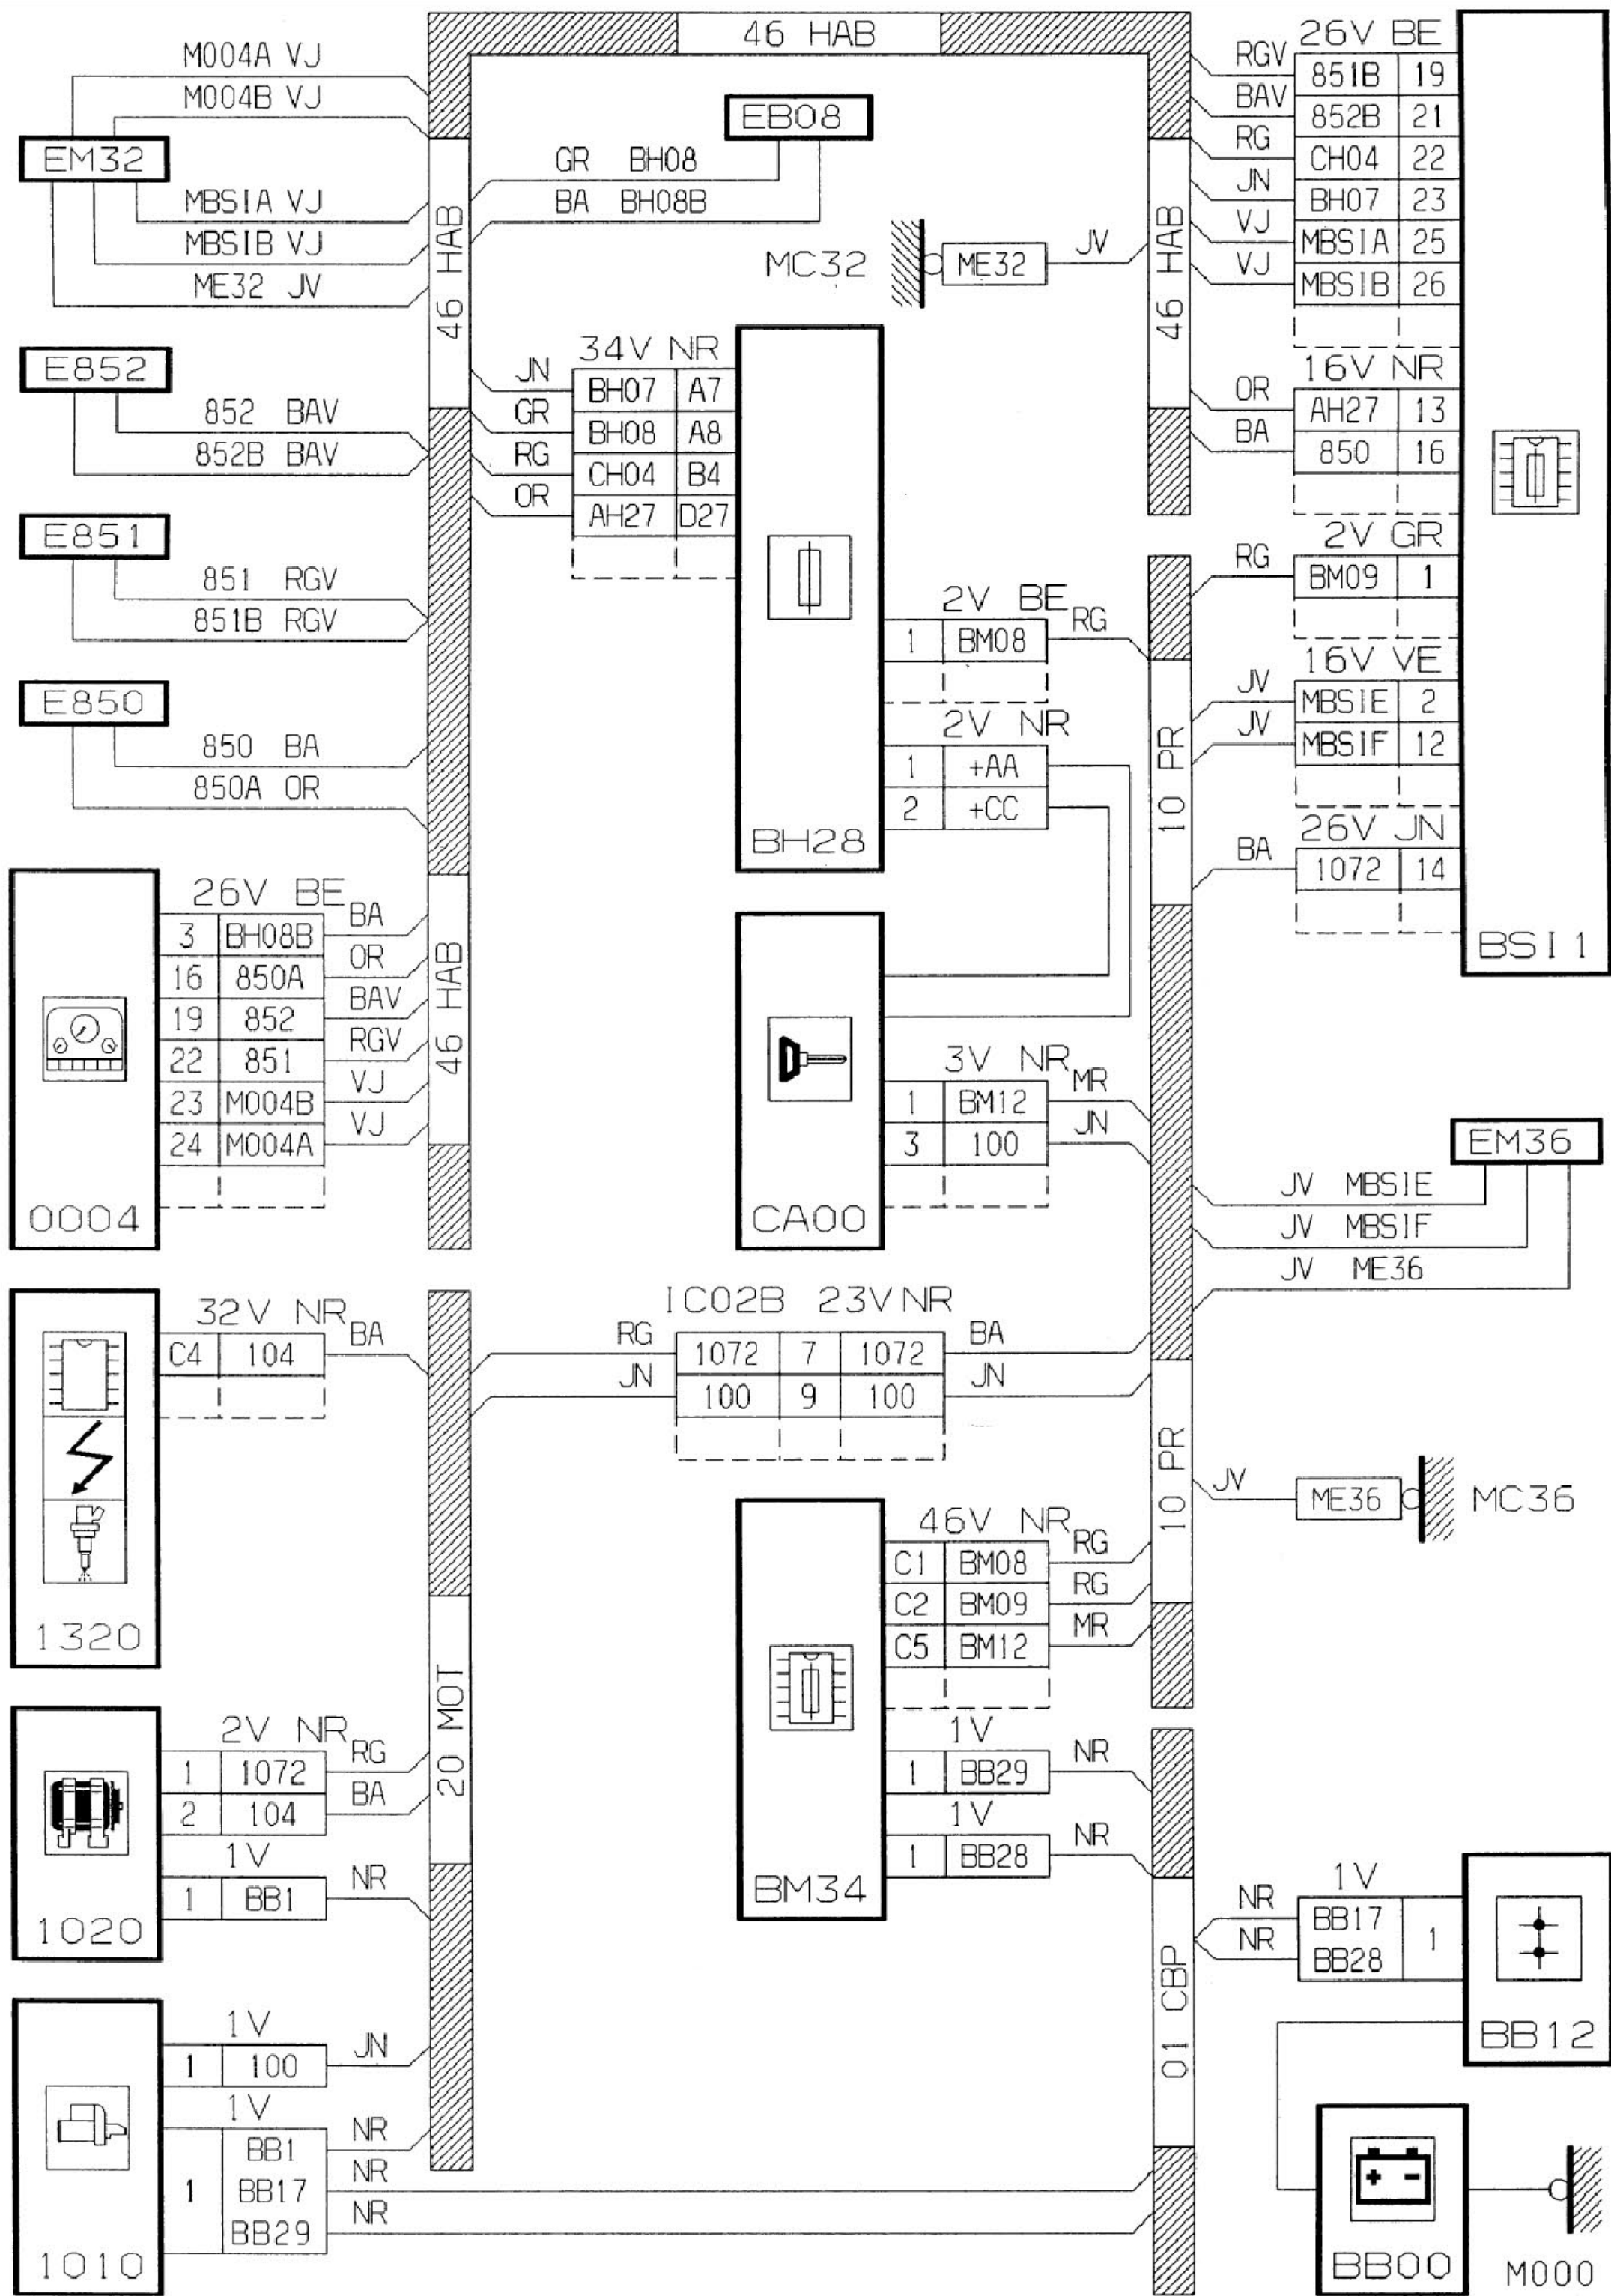 46 HAB
M004A VJ
M004B VJ
EM32
MBSIA VJ
MBSIB VJ
ME32 JV
46 HAB
EB08
GR BH08
BA BH08B
MC32
ME32
JV
46 HAB
26V BE
RGV 851B 19
BAV 852B 21
RG CH04 22
JN BH07 23
VJ MBSIA 25
VJ MBSIB 26
16V NR
OR AH27 13
BA 850 16
2V GR
RG BM09 1
16V VE
JV MBSIE 2
JV MBSIF 12
26V JN
BA 1072 14
BSI1
E852
852 BAV
852B BAV
E851
851 RGV
851B RGV
E850
850 BA
850A OR
34V NR
JN BH07 A7
GR BH08 A8
RG CH04 B4
OR AH27 D27
2V BE
1 BM08 RG
2V NR
1 +AA
2 +CC
BH28
10 PR
26V BE
3 BH08B BA
16 850A OR
19 852 BAV
22 851 RGV
23 M004B VJ
24 M004A VJ
0004
46 HAB
3V NR
1 BM12 MR
3 100 JN
CA00
EM36
JV MBSIE
JV MBSIF
JV ME36
32V NR
C4 104 BA
1320
IC02B 23V NR
RG 1072 7 1072 BA
JN 100 9 100 JN
10 PR
JV
ME36
MC36
46V NR
C1 BM08 RG
C2 BM09 RG
C5 BM12 MR
1V
1 BB29 NR
1V
1 BB28 NR
BM34
20 MOT
2V NR
1 1072 RG
2 104 BA
1V
1 BB1 NR
1020
1V
1 100 JN
1V
BB1 NR
1 BB17 NR
BB29 NR
1010
01 CBP
1V
NR BB17 1
NR BB28
BB12
+ -
BB00
M000